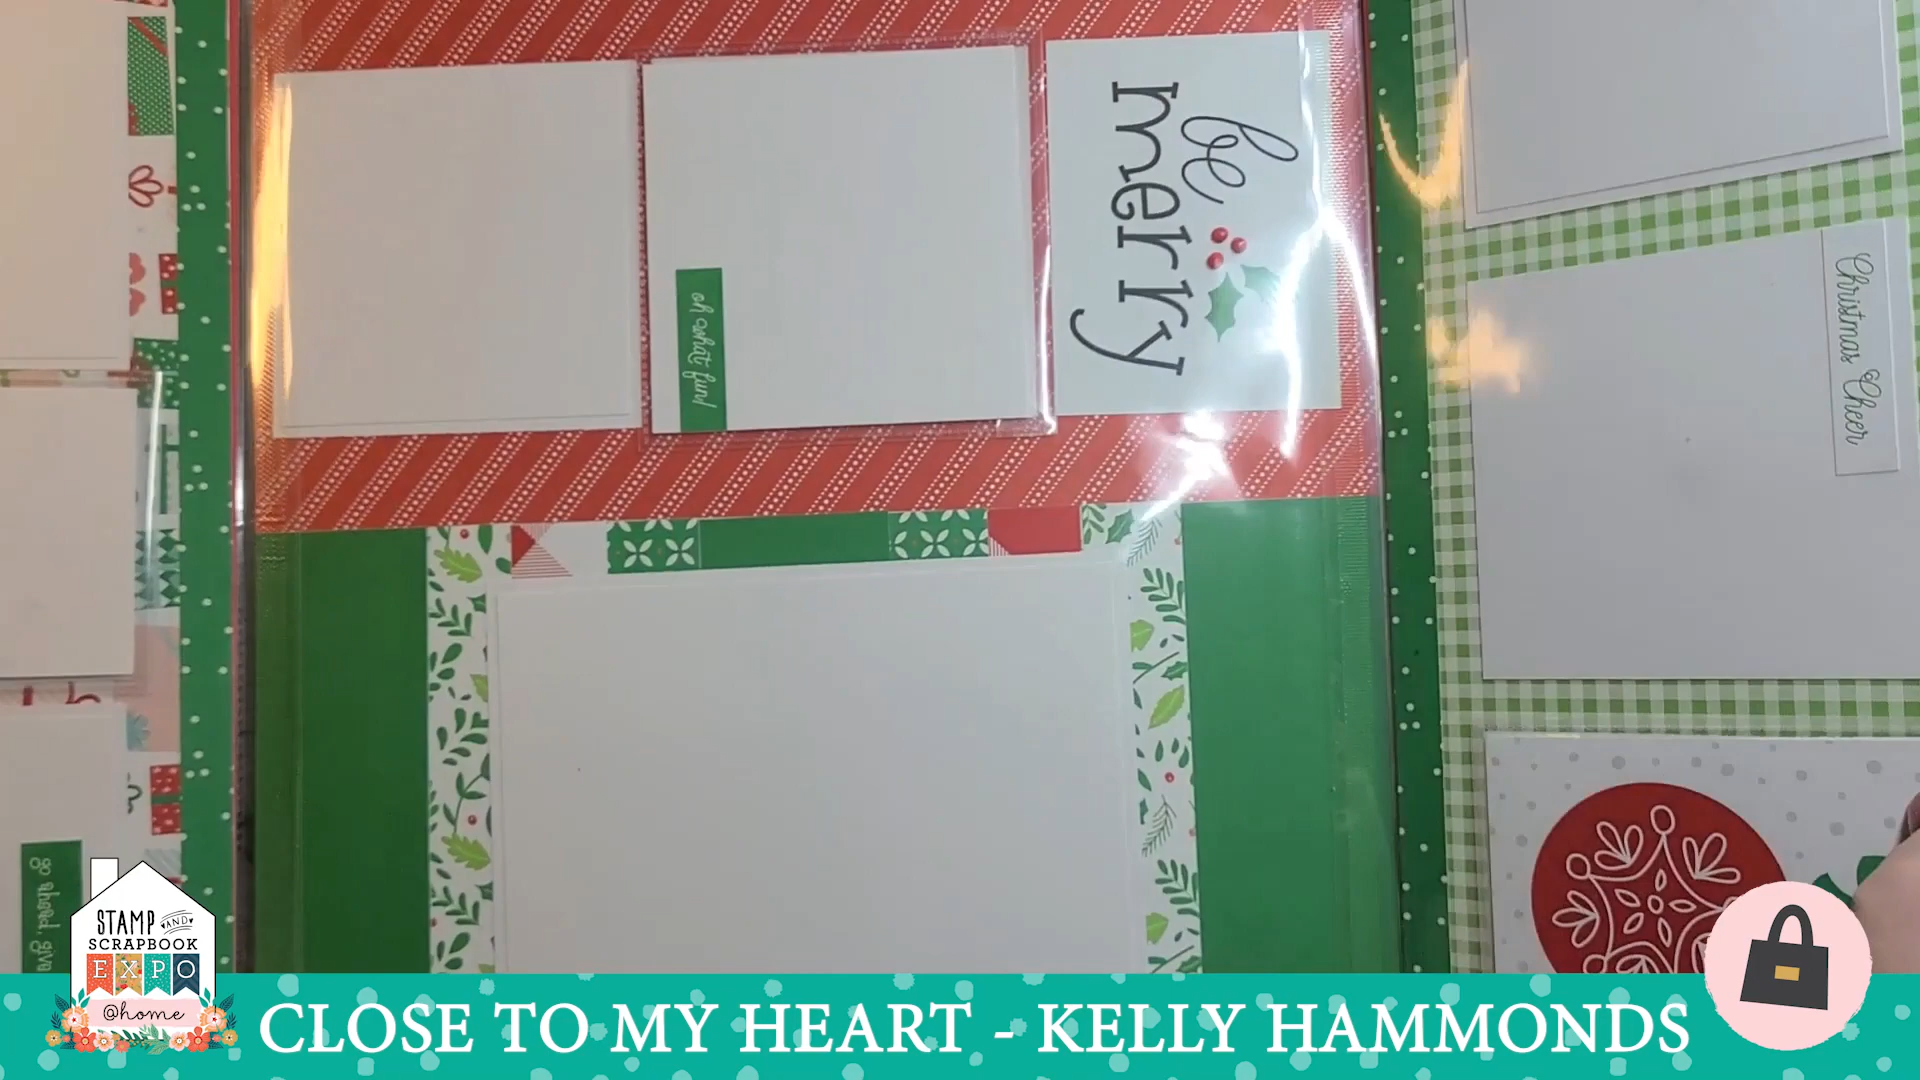 be
merry
oh what fun!
Christmas Cheer
go ahead, give
STAMP AND
SCRAPBOOK
EXPO
@home
CLOSE TO MY HEART - KELLY HAMMONDS